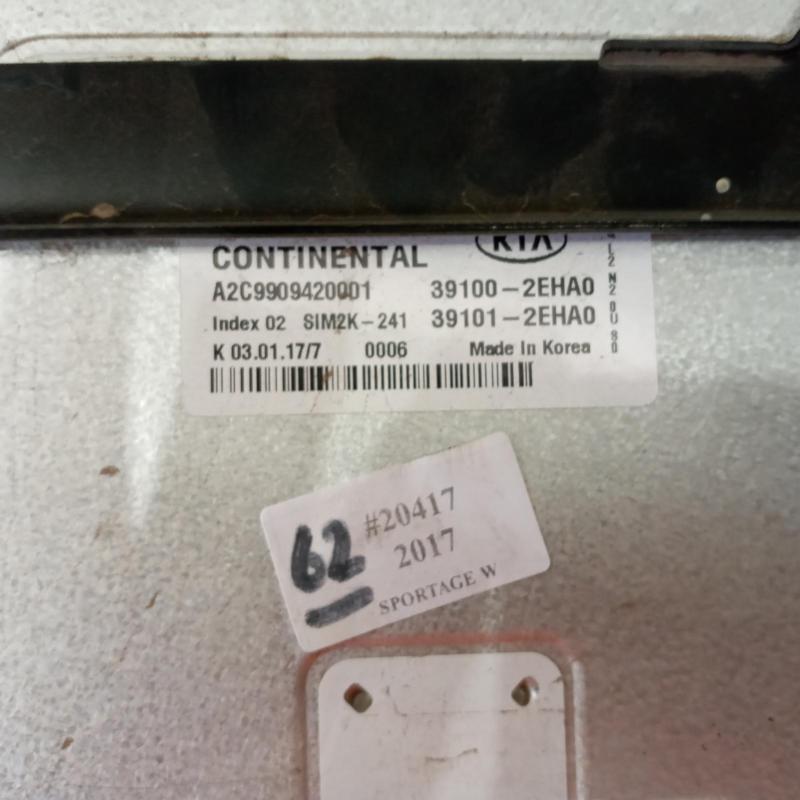 CONTINENTAL KIA
A2C9909420001 39100-2EHA0
Index 02 SIM2K-241 39101-2EHA0
K 03.01.17/7 0006 Made In Korea
62 #20417
2017
SPORTAGE W